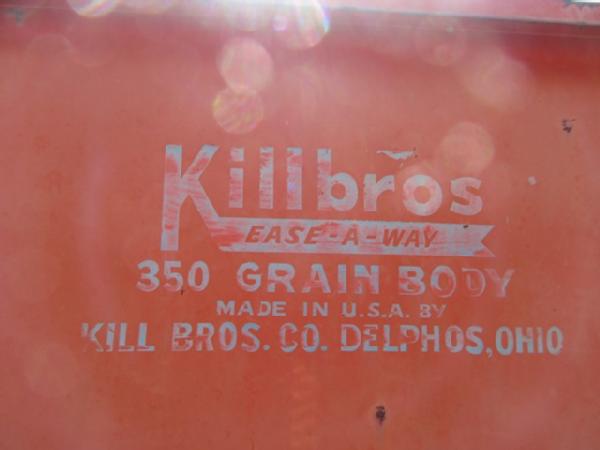 Killbros
EASE-A-WAY
350 GRAIN BODY
MADE IN U.S.A. BY
KILL BROS. CO. DELPHOS, OHIO